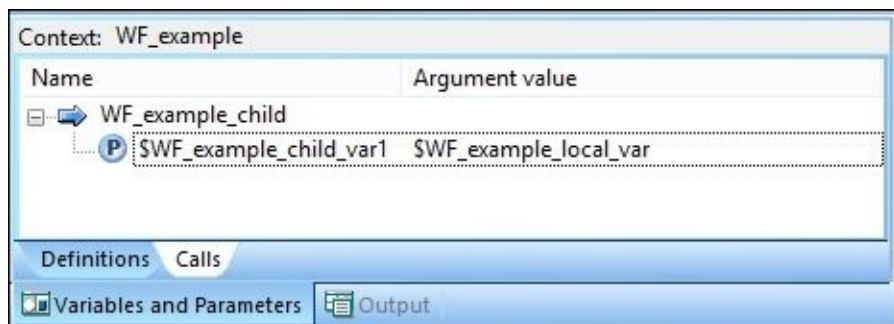 Context: WF_example
Name Argument value
WF_example_child
P $WF_example_child_var1 $WF_example_local_var
Definitions Calls
Variables and Parameters Output